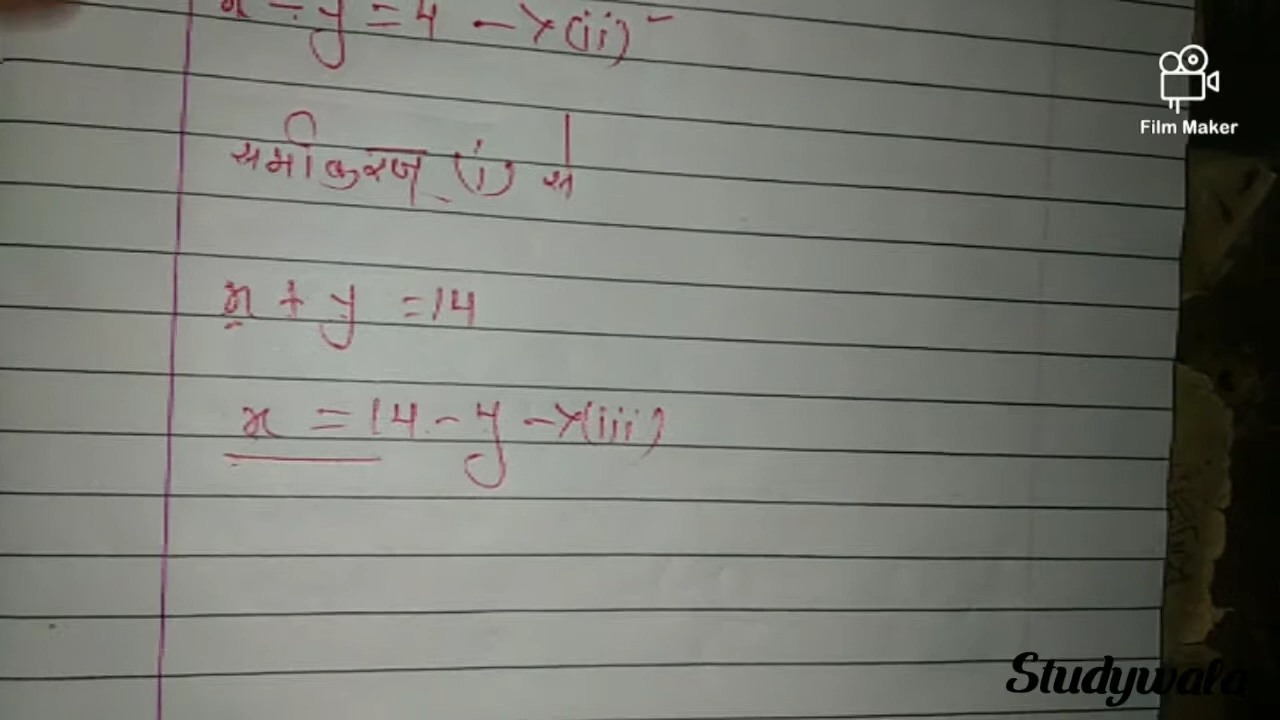 x - y = 4 → (ii)
Film Maker
समीकरण (i) से
x + y = 14
x = 14 - y → (iii)
Studywala